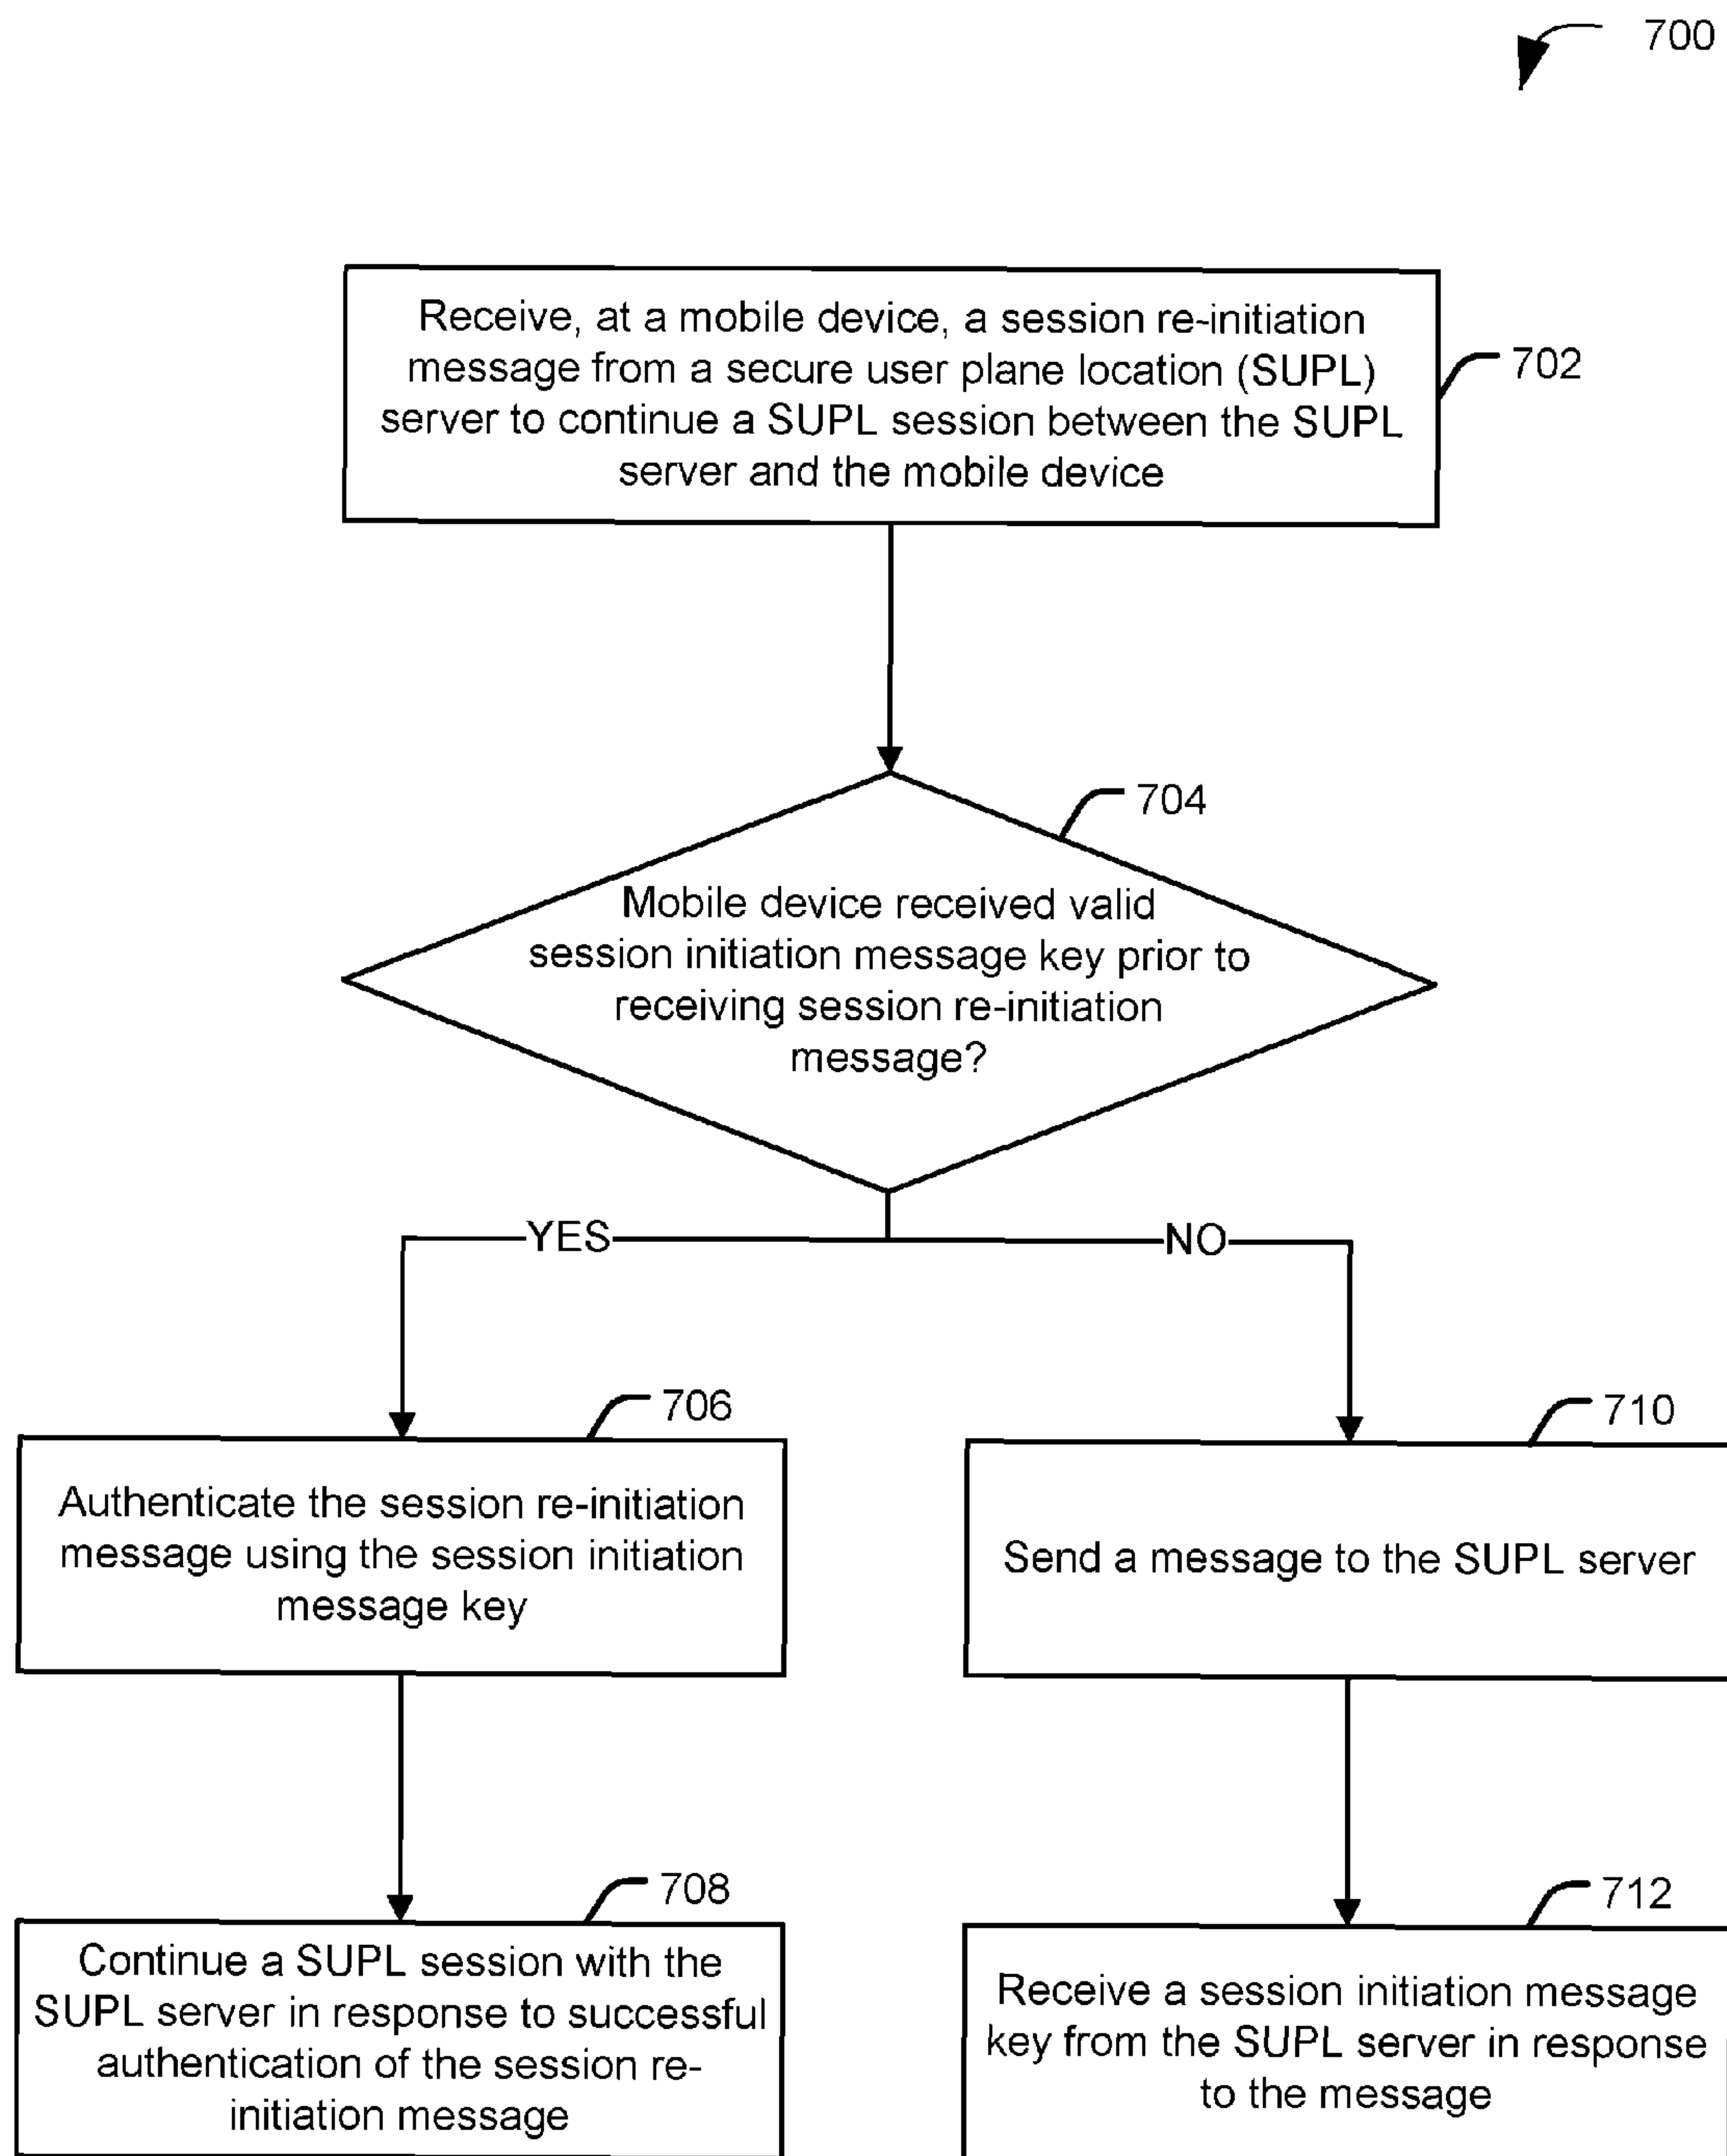 700
Receive, at a mobile device, a session re-initiation
message from a secure user plane location (SUPL)
server to continue a SUPL session between the SUPL
server and the mobile device
702
704
Mobile device received valid
session initiation message key prior to
receiving session re-initiation
message?
YES
NO
706
Authenticate the session re-initiation
message using the session initiation
message key
710
Send a message to the SUPL server
708
Continue a SUPL session with the
SUPL server in response to successful
authentication of the session re-
initiation message
712
Receive a session initiation message
key from the SUPL server in response
to the message